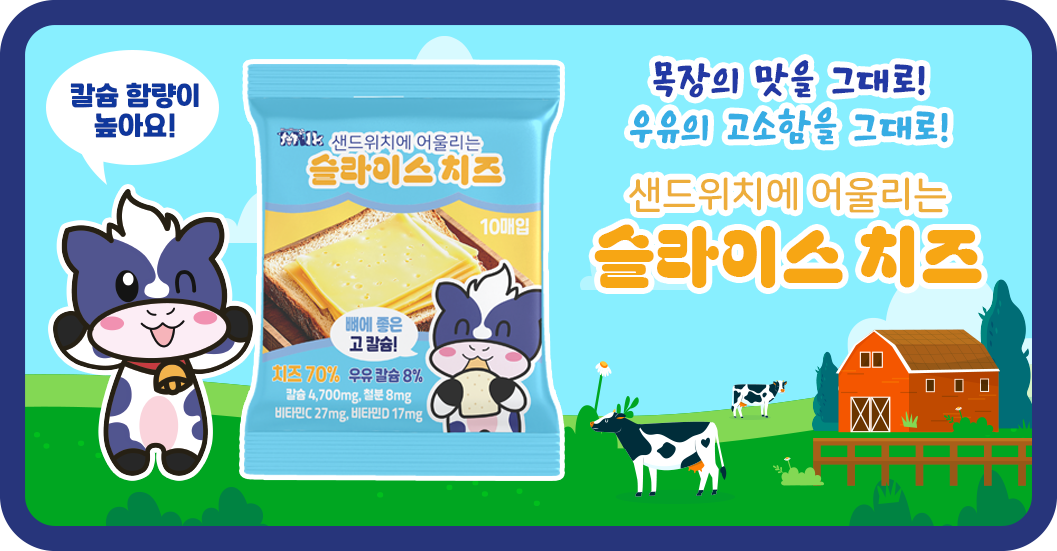 칼슘 함량이
높아요!
샌드위치에 어울리는
슬라이스 치즈
10매입
뼈에 좋은
고 칼슘!
치즈 70% 우유 칼슘 8%
칼슘 4,700mg, 철분 8mg
비타민C 27mg, 비타민D 17mg
목장의 맛을 그대로!
우유의 고소함을 그대로!
샌드위치에 어울리는
슬라이스 치즈